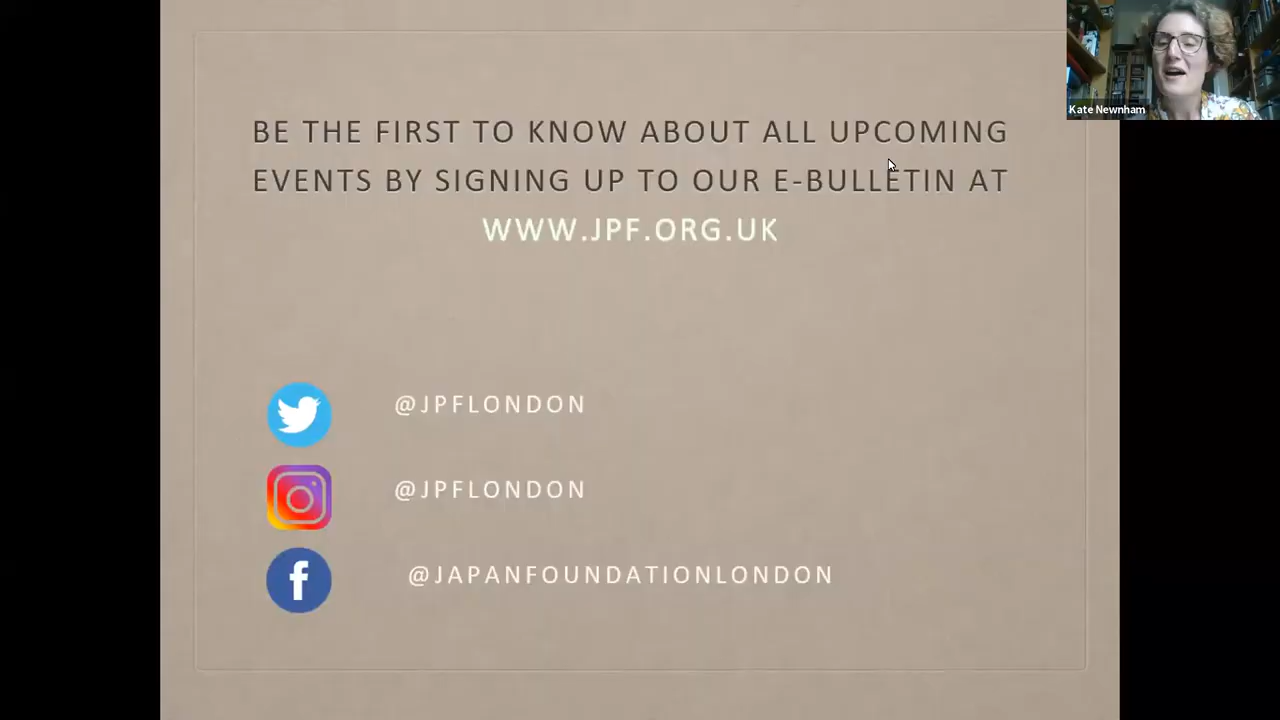 Kate Newnham
BE THE FIRST TO KNOW ABOUT ALL UPCOMING
EVENTS BY SIGNING UP TO OUR E-BULLETIN AT
WWW.JPF.ORG.UK
@JPFLONDON
@JPFLONDON
@JAPANFOUNDATIONLONDON